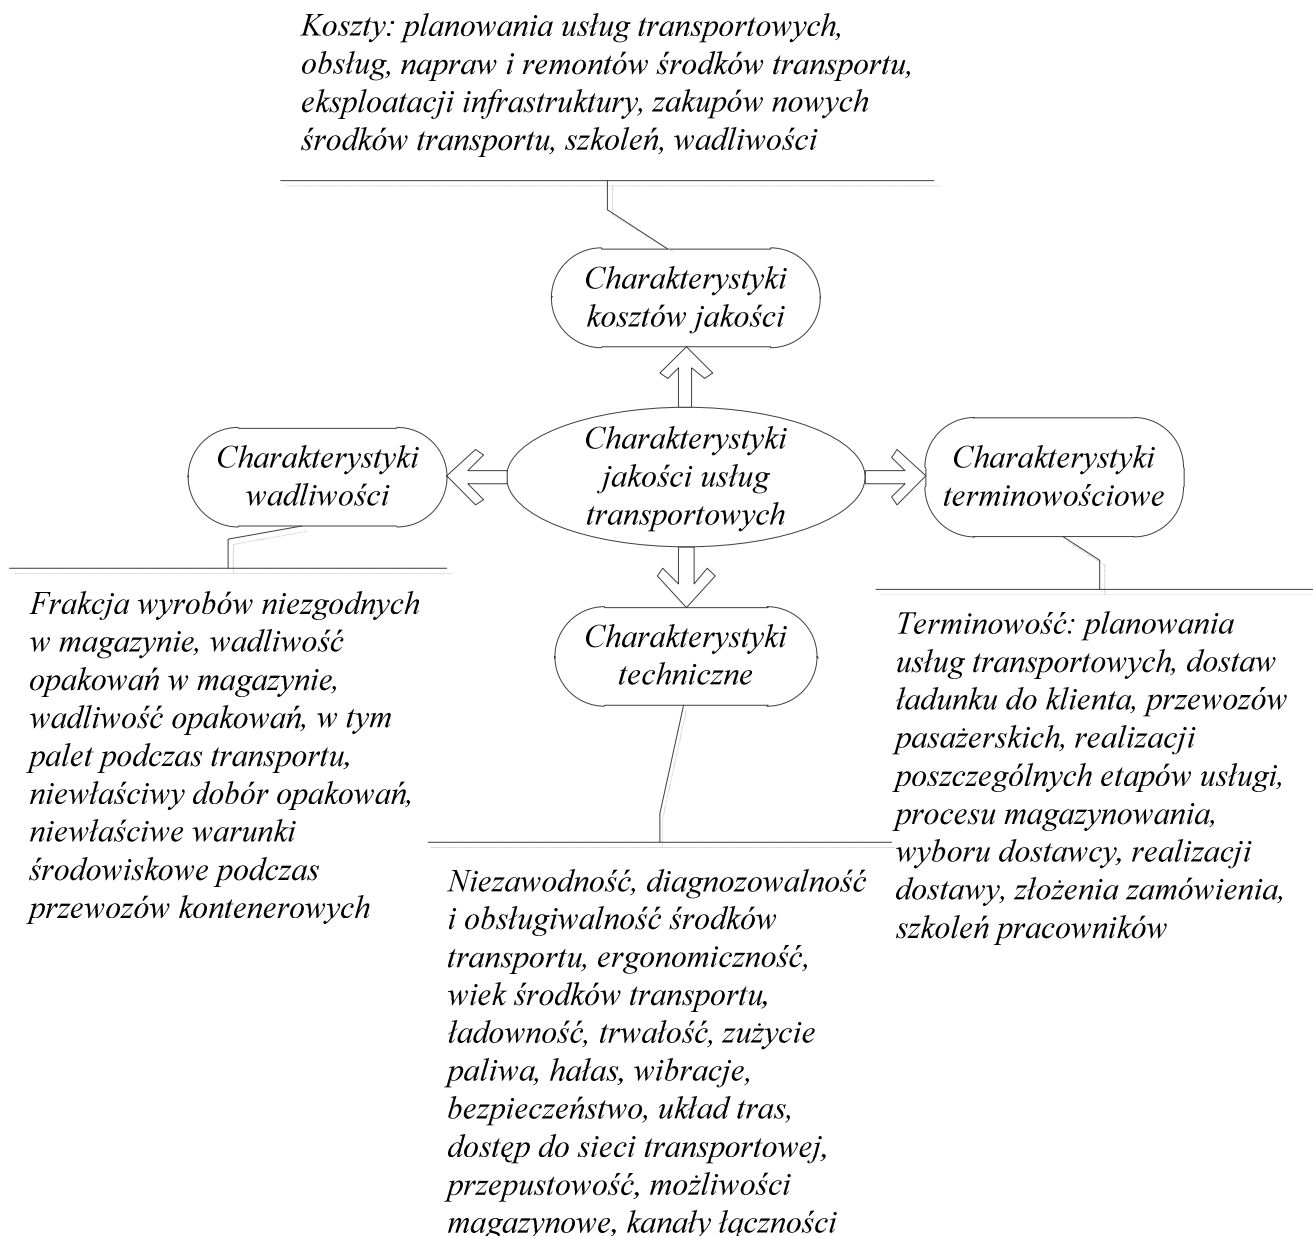 Koszty: planowania usług transportowych,
obsług, napraw i remontów środków transportu,
eksploatacji infrastruktury, zakupów nowych
środków transportu, szkoleń, wadliwości
Charakterystyki
kosztów jakości
Charakterystyki
wadliwości
Charakterystyki
jakości usług
transportowych
Charakterystyki
terminowościowe
Charakterystyki
techniczne
Frakcja wyrobów niezgodnych
w magazynie, wadliwość
opakowań w magazynie,
wadliwość opakowań, w tym
palet podczas transportu,
niewłaściwy dobór opakowań,
niewłaściwe warunki
środowiskowe podczas
przewozów kontenerowych
Niezawodność, diagnozowalność
i obsługiwalność środków
transportu, ergonomiczność,
wiek środków transportu,
ładowność, trwałość, zużycie
paliwa, hałas, wibracje,
bezpieczeństwo, układ tras,
dostęp do sieci transportowej,
przepustowość, możliwości
magazynowe, kanały łączności
Terminowość: planowania
usług transportowych, dostaw
ładunku do klienta, przewozów
pasażerskich, realizacji
poszczególnych etapów usługi,
procesu magazynowania,
wyboru dostawcy, realizacji
dostawy, złożenia zamówienia,
szkoleń pracowników